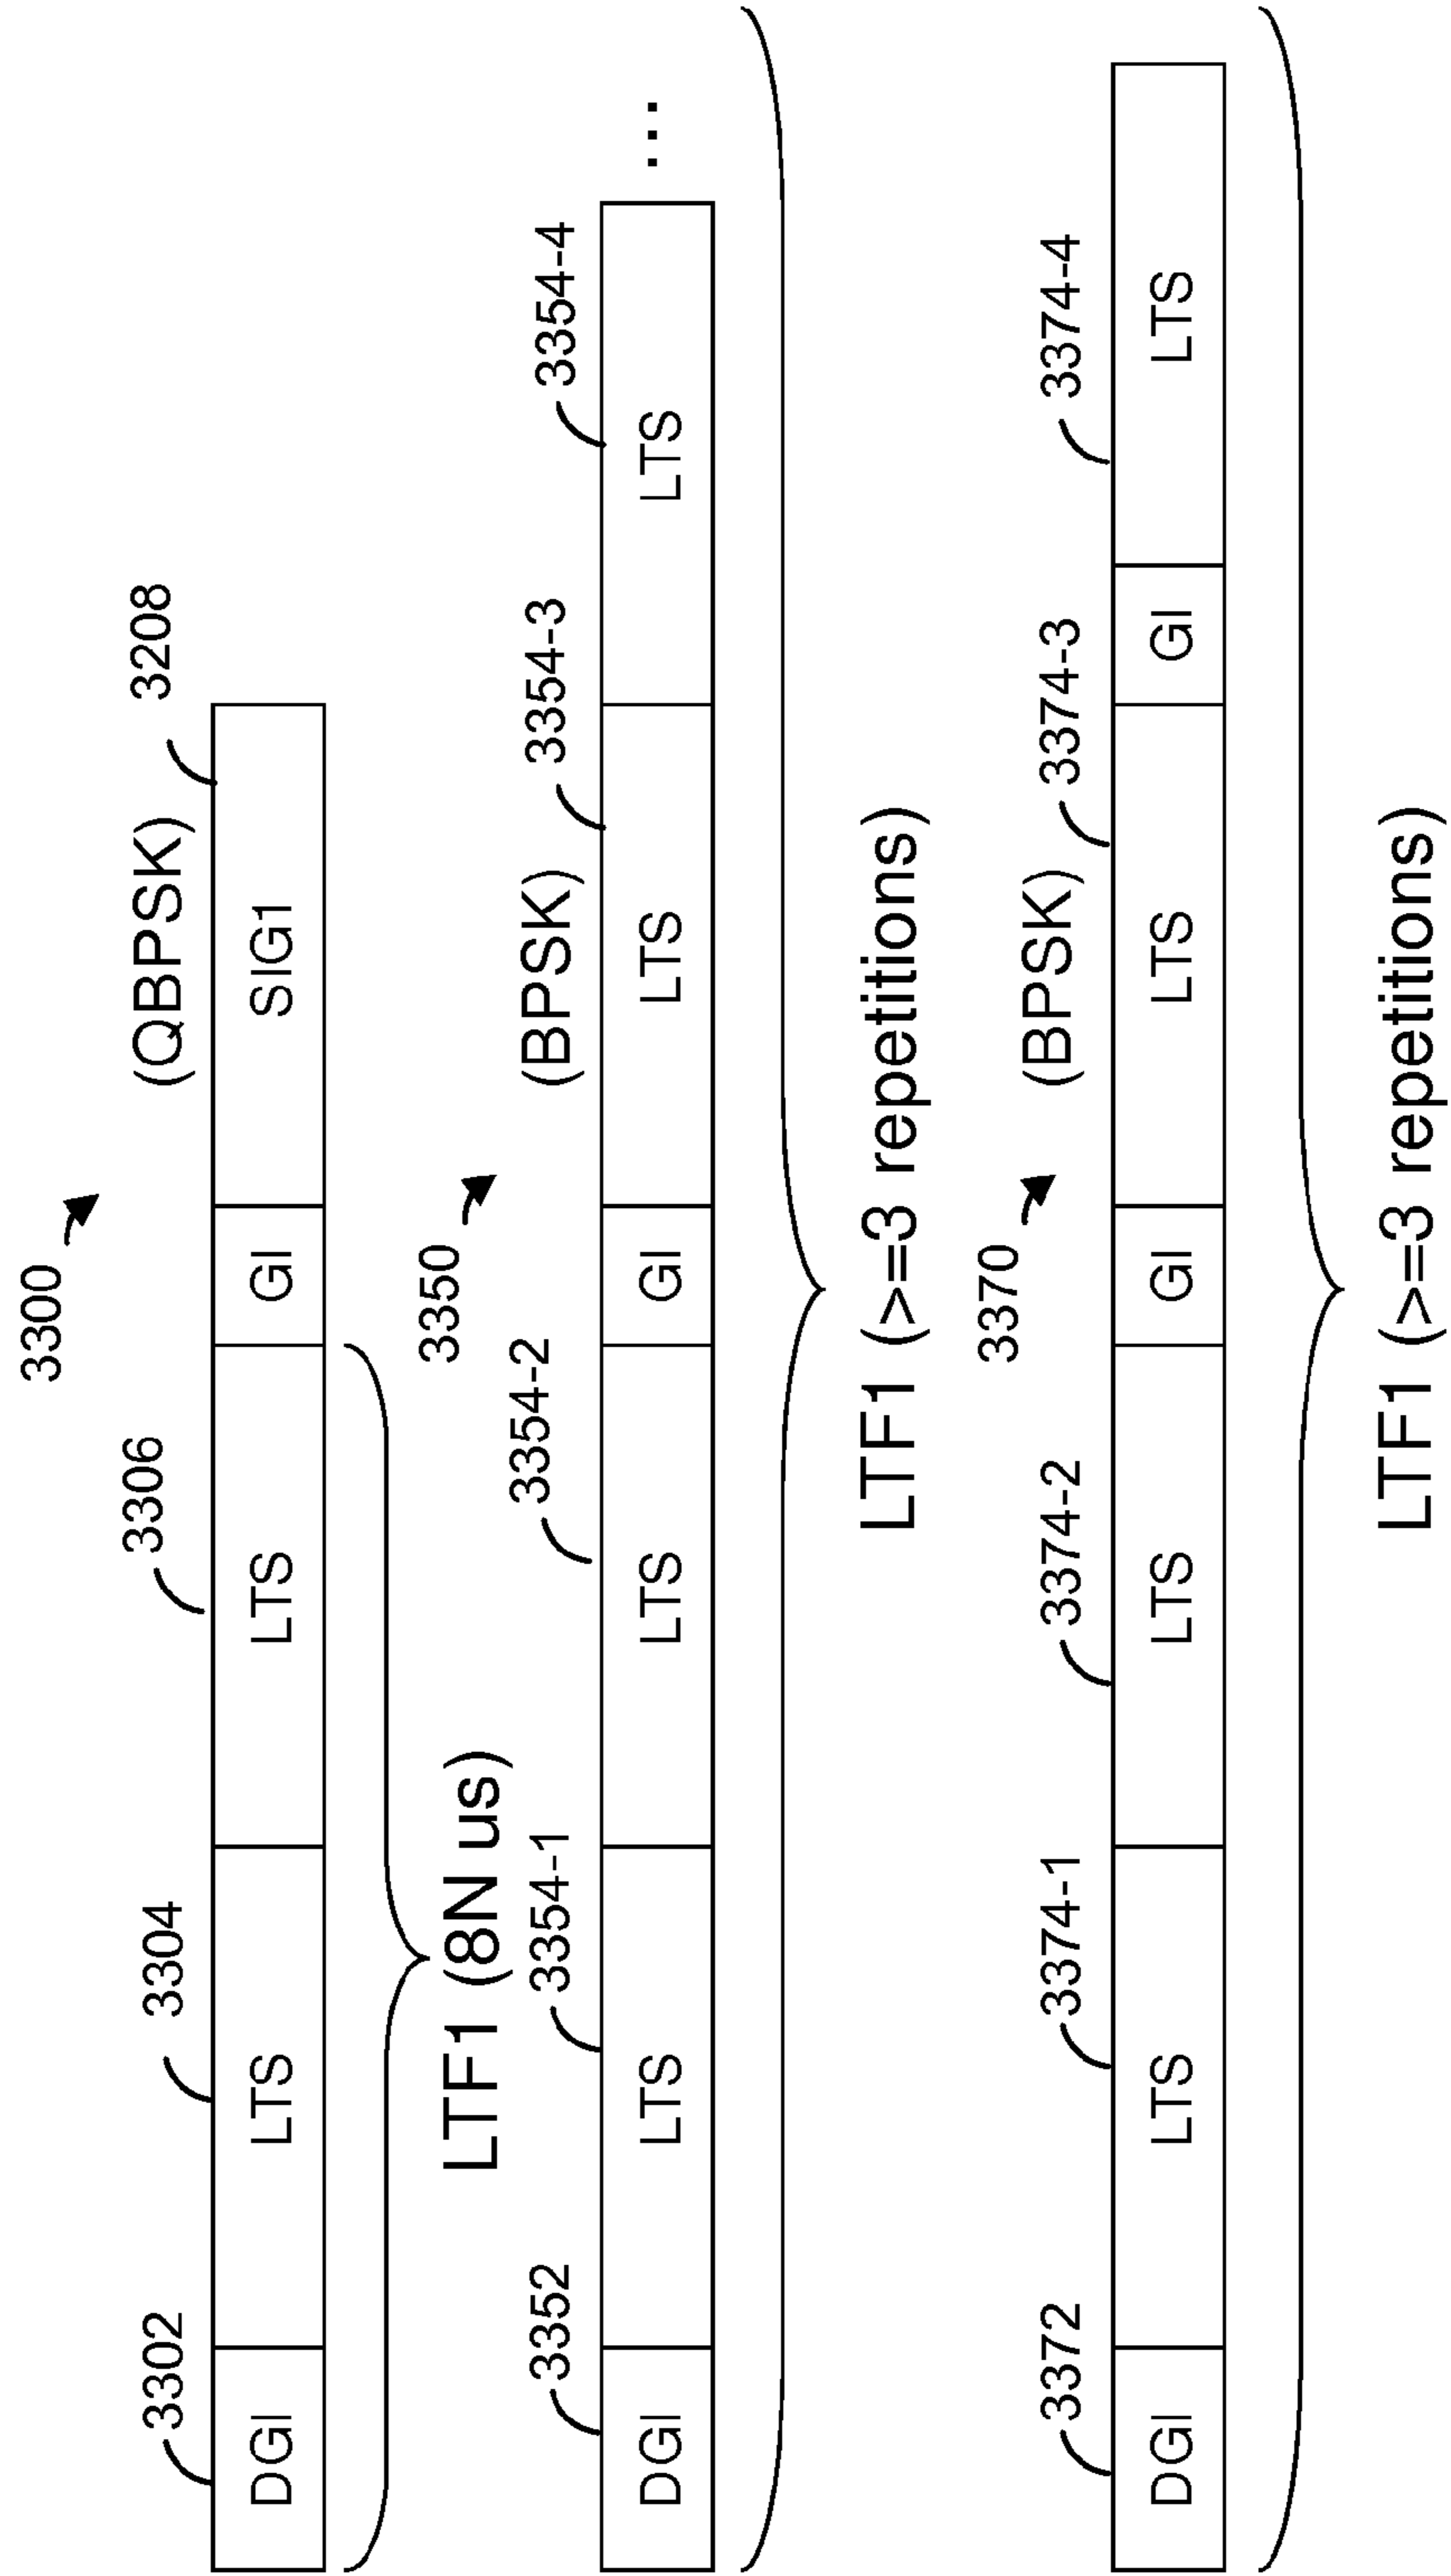 3300
3302
3304
3306
(QBPSK)
3208
DGI LTS LTS GI SIG1
LTF1 (8N us)
3350
3352
3354-1
3354-2
(BPSK)
3354-3
3354-4
DGI LTS LTS GI LTS LTS ...
LTF1 (>=3 repetitions)
3370
3372
3374-1
3374-2
(BPSK)
3374-3
3374-4
DGI LTS LTS GI LTS GI LTS
LTF1 (>=3 repetitions)